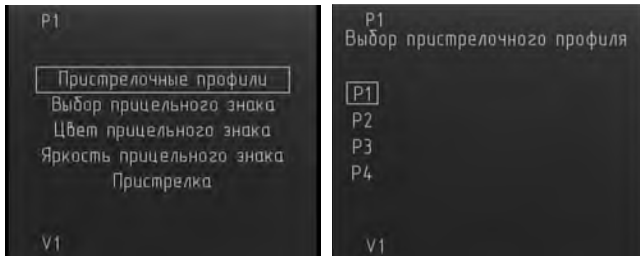 P1
Пристрелочные профили
Выбор прицельного знака
Цвет прицельного знака
Яркость прицельного знака
Пристрелка
V1
P1
Выбор пристрелочного профиля
P1
P2
P3
P4
V1